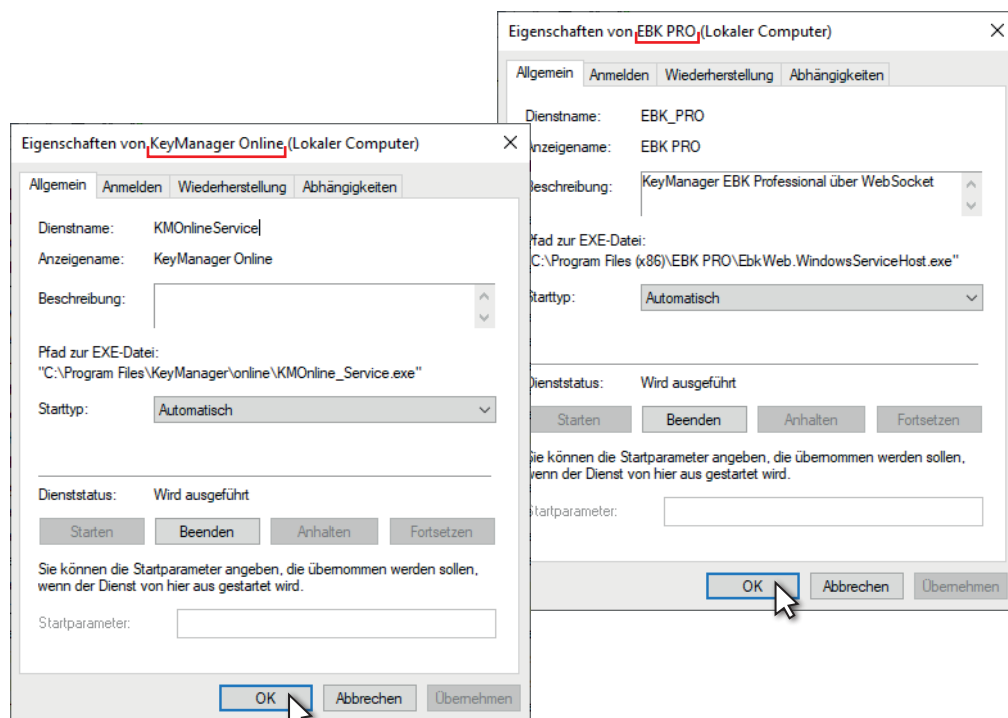 Eigenschaften von EBK PRO (Lokaler Computer)
Allgemein Anmelden Wiederherstellung Abhängigkeiten
Dienstname: EBK_PRO
Anzeigename: EBK PRO
Beschreibung: KeyManager EBK Professional über WebSocket
Pfad zur EXE-Datei:
"C:\Program Files (x86)\EBK PRO\EbkWeb.WindowsServiceHost.exe"
Starttyp: Automatisch
Dienststatus: Wird ausgeführt
Starten Beenden Anhalten Fortsetzen
Sie können die Startparameter angeben, die übernommen werden sollen,
wenn der Dienst von hier aus gestartet wird.
Startparameter:
OK Abbrechen Übernehmen
Eigenschaften von KeyManager Online (Lokaler Computer)
Allgemein Anmelden Wiederherstellung Abhängigkeiten
Dienstname: KMOnlineService
Anzeigename: KeyManager Online
Beschreibung:
Pfad zur EXE-Datei:
"C:\Program Files\KeyManager\online\KMOnline_Service.exe"
Starttyp: Automatisch
Dienststatus: Wird ausgeführt
Starten Beenden Anhalten Fortsetzen
Sie können die Startparameter angeben, die übernommen werden sollen,
wenn der Dienst von hier aus gestartet wird.
Startparameter:
OK Abbrechen Übernehmen